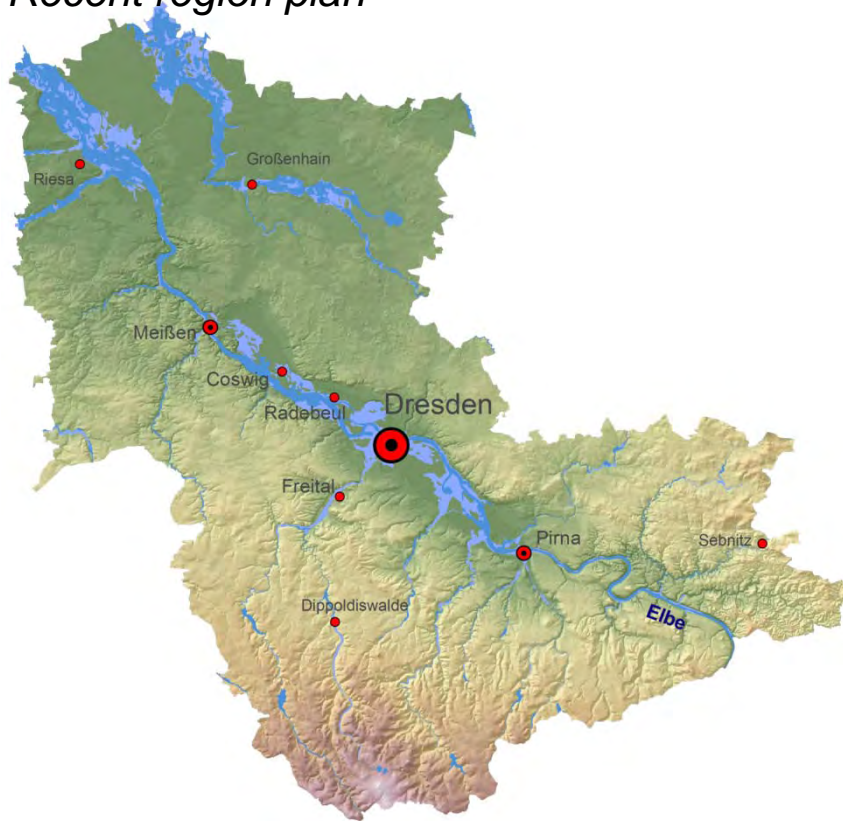 Recent region plan
Großenhain
Riesa
Meißen
Coswig
Radebeul
Dresden
Freital
Pirna
Sebnitz
Dippoldiswalde
Elbe